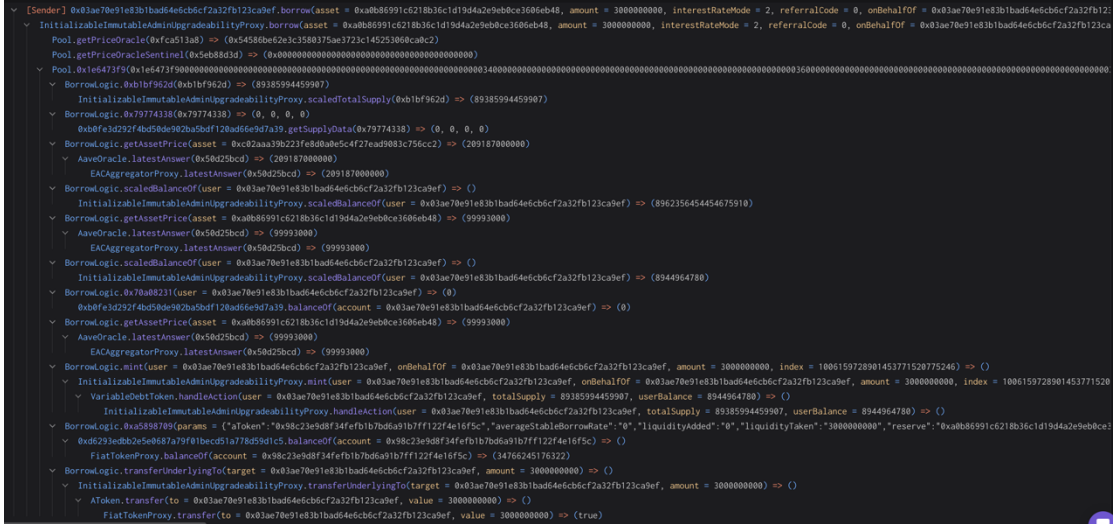 [Sender] 0x03ae70e91e83b1bad64e6cb6cf2a32fb123ca9ef.borrow(asset = 0xa0b86991c6218b36c1d19d4a2e9eb0ce3606eb48, amount = 3000000000, interestRateMode = 2, referralCode = 0, onBehalfOf = 0x03ae70e91e83b1bad64e6cb6cf2a32fb12
InitializableImmutableAdminUpgradeabilityProxy.borrow(asset = 0xa0b86991c6218b36c1d19d4a2e9eb0ce3606eb48, amount = 3000000000, interestRateMode = 2, referralCode = 0, onBehalfOf = 0x03ae70e91e83b1bad64e6cb6cf2a32fb123ca
Pool.getPriceOracle(0xfca513a8) => (0x54586be62e3c3580375ae3723c145253060ca0c2)
Pool.getPriceOracleSentinel(0x5eb88d3d) => (0x0000000000000000000000000000000000000000)
BorrowLogic.0xb1bf962d(0xb1bf962d) => (89385994459907)
InitializableImmutableAdminUpgradeabilityProxy.scaledTotalSupply(0xb1bf962d) => (89385994459907)
BorrowLogic.0x79774338(0x79774338) => (0, 0, 0, 0)
0xb0fe3d292f4bd50de902ba5bdf120ad66e9d7a39.getSupplyData(0x79774338) => (0, 0, 0, 0)
BorrowLogic.getAssetPrice(asset = 0xc02aaa39b223fe8d0a0e5c4f27ead9083c756cc2) => (209187000000)
AaveOracle.latestAnswer(0x50d25bcd) => (209187000000)
EACAggregatorProxy.latestAnswer(0x50d25bcd) => (209187000000)
BorrowLogic.scaledBalanceOf(user = 0x03ae70e91e83b1bad64e6cb6cf2a32fb123ca9ef) => ()
InitializableImmutableAdminUpgradeabilityProxy.scaledBalanceOf(user = 0x03ae70e91e83b1bad64e6cb6cf2a32fb123ca9ef) => (8962356454454675910)
BorrowLogic.getAssetPrice(asset = 0xa0b86991c6218b36c1d19d4a2e9eb0ce3606eb48) => (99993000)
AaveOracle.latestAnswer(0x50d25bcd) => (99993000)
EACAggregatorProxy.latestAnswer(0x50d25bcd) => (99993000)
BorrowLogic.scaledBalanceOf(user = 0x03ae70e91e83b1bad64e6cb6cf2a32fb123ca9ef) => ()
InitializableImmutableAdminUpgradeabilityProxy.scaledBalanceOf(user = 0x03ae70e91e83b1bad64e6cb6cf2a32fb123ca9ef) => (8944964780)
BorrowLogic.0x70a08231(user = 0x03ae70e91e83b1bad64e6cb6cf2a32fb123ca9ef) => (0)
0xb0fe3d292f4bd50de902ba5bdf120ad66e9d7a39.balanceOf(account = 0x03ae70e91e83b1bad64e6cb6cf2a32fb123ca9ef) => (0)
BorrowLogic.getAssetPrice(asset = 0xa0b86991c6218b36c1d19d4a2e9eb0ce3606eb48) => (99993000)
AaveOracle.latestAnswer(0x50d25bcd) => (99993000)
EACAggregatorProxy.latestAnswer(0x50d25bcd) => (99993000)
BorrowLogic.mint(user = 0x03ae70e91e83b1bad64e6cb6cf2a32fb123ca9ef, onBehalfOf = 0x03ae70e91e83b1bad64e6cb6cf2a32fb123ca9ef, amount = 3000000000, index = 1006159728901453771520775246) => ()
InitializableImmutableAdminUpgradeabilityProxy.mint(user = 0x03ae70e91e83b1bad64e6cb6cf2a32fb123ca9ef, onBehalfOf = 0x03ae70e91e83b1bad64e6cb6cf2a32fb123ca9ef, amount = 3000000000, index = 1006159728901453771520
VariableDebtToken.handleAction(user = 0x03ae70e91e83b1bad64e6cb6cf2a32fb123ca9ef, totalSupply = 89385994459907, userBalance = 8944964780) => ()
InitializableImmutableAdminUpgradeabilityProxy.handleAction(user = 0x03ae70e91e83b1bad64e6cb6cf2a32fb123ca9ef, totalSupply = 89385994459907, userBalance = 8944964780) => ()
BorrowLogic.0xa5898709(params = {"aToken":"0x98c23e9d8f34fefb1b7bd6a91b7ff122f4e16f5c","averageStableBorrowRate":"0","liquidityAdded":"0","liquidityTaken":"3000000000","reserve":"0xa0b86991c6218b36c1d19d4a2e9eb0ce3
0xd6293edbb2e5e0687a79f01becd51a778d59d1c5.balanceOf(account = 0x98c23e9d8f34fefb1b7bd6a91b7ff122f4e16f5c) => ()
FiatTokenProxy.balanceOf(account = 0x98c23e9d8f34fefb1b7bd6a91b7ff122f4e16f5c) => (34766245176322)
BorrowLogic.transferUnderlyingTo(target = 0x03ae70e91e83b1bad64e6cb6cf2a32fb123ca9ef, amount = 3000000000) => ()
InitializableImmutableAdminUpgradeabilityProxy.transferUnderlyingTo(target = 0x03ae70e91e83b1bad64e6cb6cf2a32fb123ca9ef, amount = 3000000000) => ()
AToken.transfer(to = 0x03ae70e91e83b1bad64e6cb6cf2a32fb123ca9ef, value = 3000000000) => ()
FiatTokenProxy.transfer(to = 0x03ae70e91e83b1bad64e6cb6cf2a32fb123ca9ef, value = 3000000000) => (true)